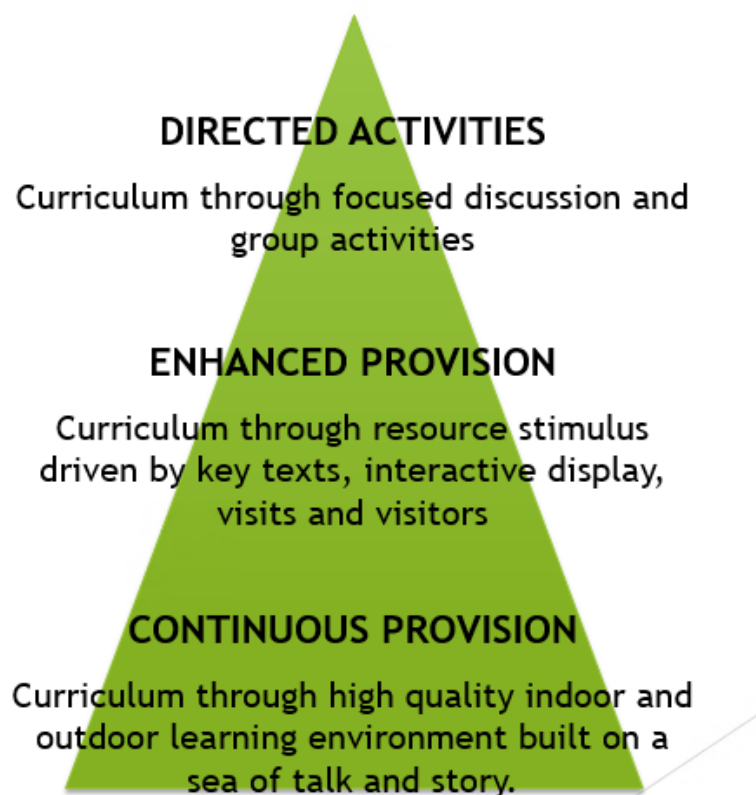 DIRECTED ACTIVITIES
Curriculum through focused discussion and
group activities
ENHANCED PROVISION
Curriculum through resource stimulus
driven by key texts, interactive display,
visits and visitors
CONTINUOUS PROVISION
Curriculum through high quality indoor and
outdoor learning environment built on a
sea of talk and story.